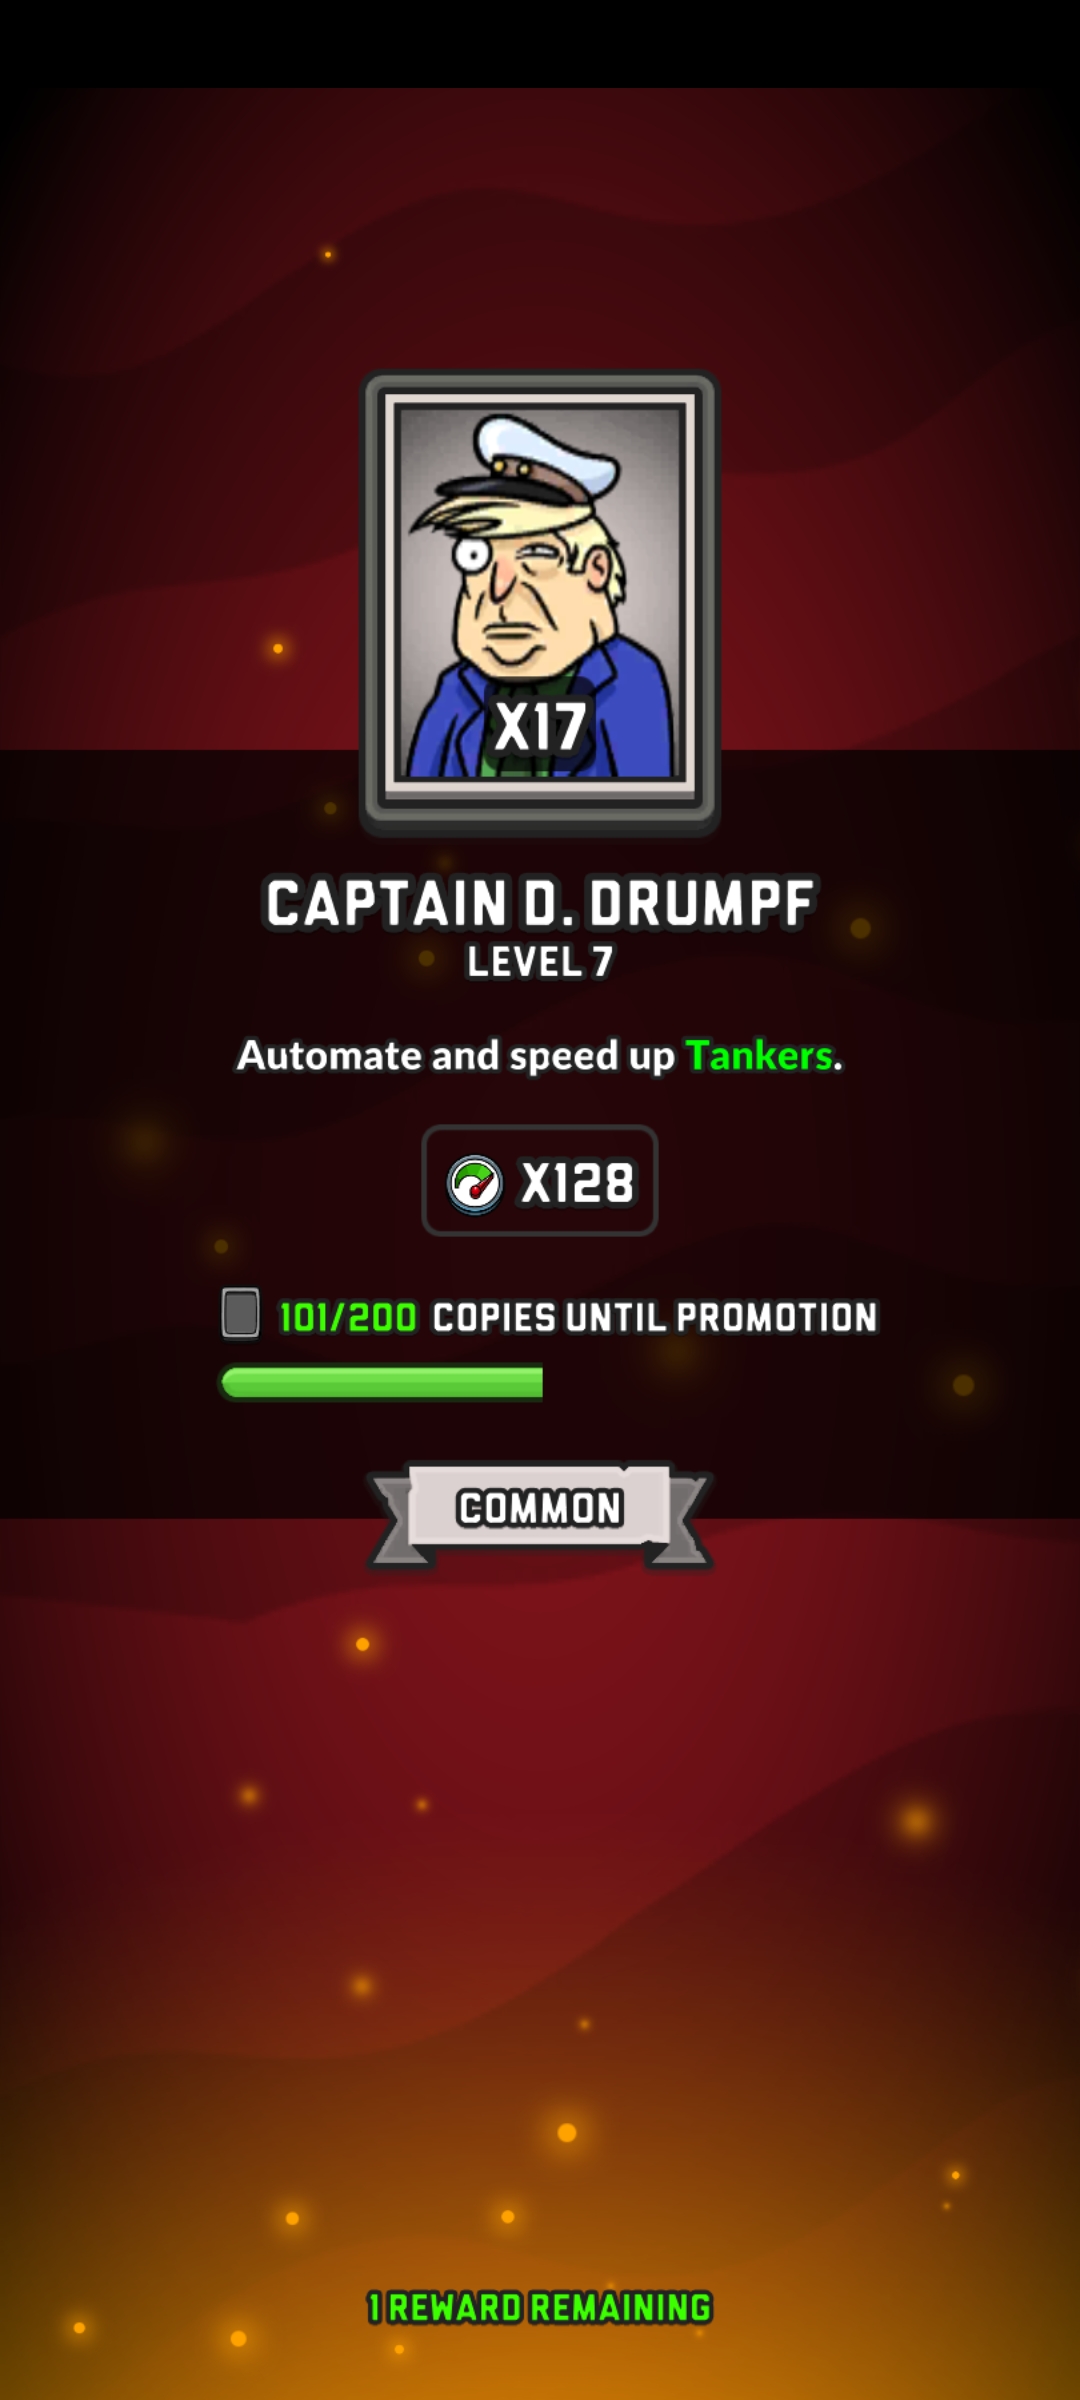 X17
CAPTAIN D. DRUMPF
LEVEL 7
Automate and speed up Tankers.
X128
101/200 COPIES UNTIL PROMOTION
COMMON
1 REWARD REMAINING